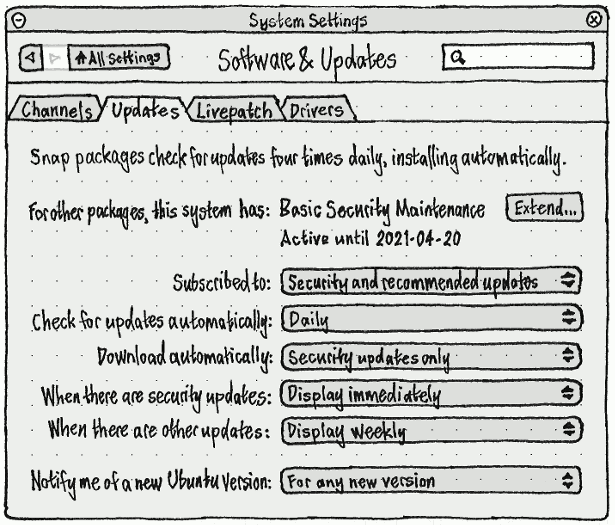 System Settings
All Settings Software & Updates
Channels Updates Livepatch Drivers
Snap packages check for updates four times daily, installing automatically.
For other packages, this system has: Basic Security Maintenance Extend...
Active until 2021-04-20
Subscribed to: Security and recommended updates
Check for updates automatically: Daily
Download automatically: Security updates only
When there are security updates: Display immediately
When there are other updates: Display weekly
Notify me of a new Ubuntu version: For any new version